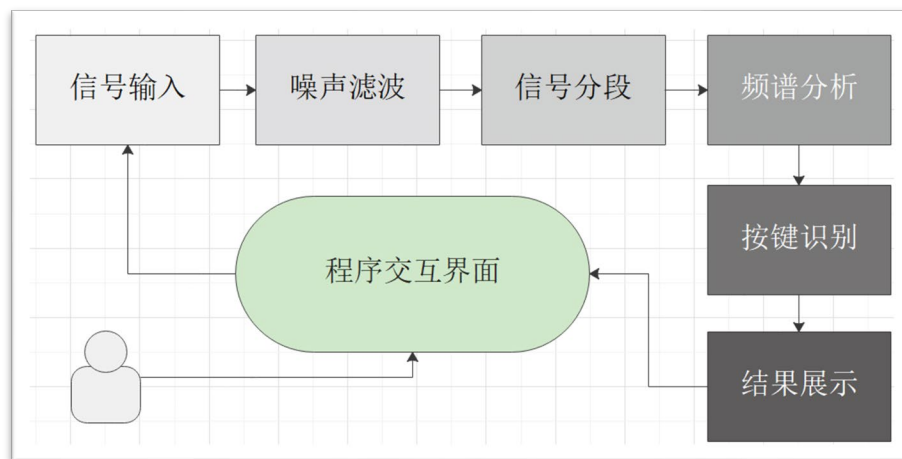 信号输入
噪声滤波
信号分段
频谱分析
按键识别
程序交互界面
结果展示